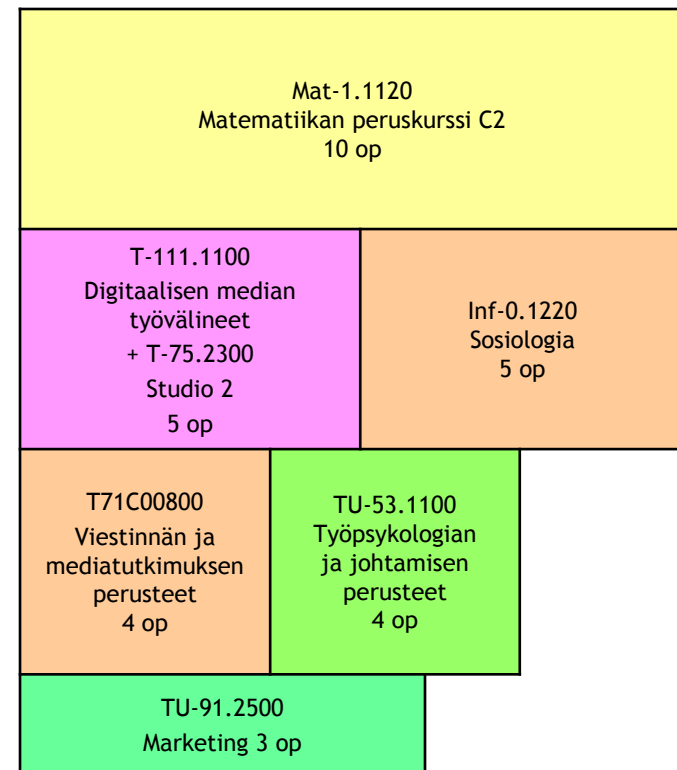 Mat-1.1120
Matematiikan peruskurssi C2
10 op
T-111.1100
Digitaalisen median
työvälineet
+ T-75.2300
Studio 2
5 op
Inf-0.1220
Sosiologia
5 op
T71C00800
Viestinnän ja
mediatutkimuksen
perusteet
4 op
TU-53.1100
Työpsykologian
ja johtamisen
perusteet
4 op
TU-91.2500
Marketing 3 op